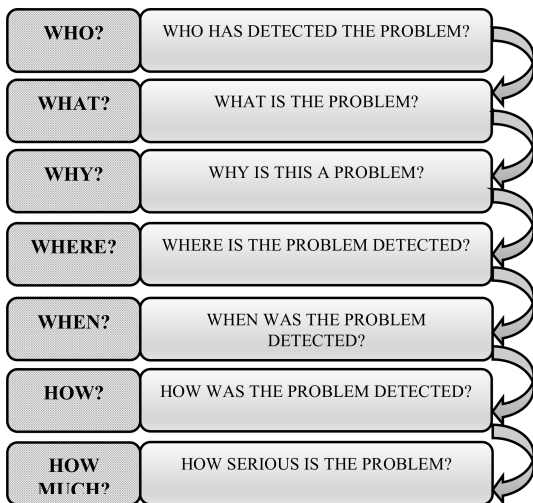 WHO?
WHO HAS DETECTED THE PROBLEM?
WHAT?
WHAT IS THE PROBLEM?
WHY?
WHY IS THIS A PROBLEM?
WHERE?
WHERE IS THE PROBLEM DETECTED?
WHEN?
WHEN WAS THE PROBLEM
DETECTED?
HOW?
HOW WAS THE PROBLEM DETECTED?
HOW
MUCH?
HOW SERIOUS IS THE PROBLEM?